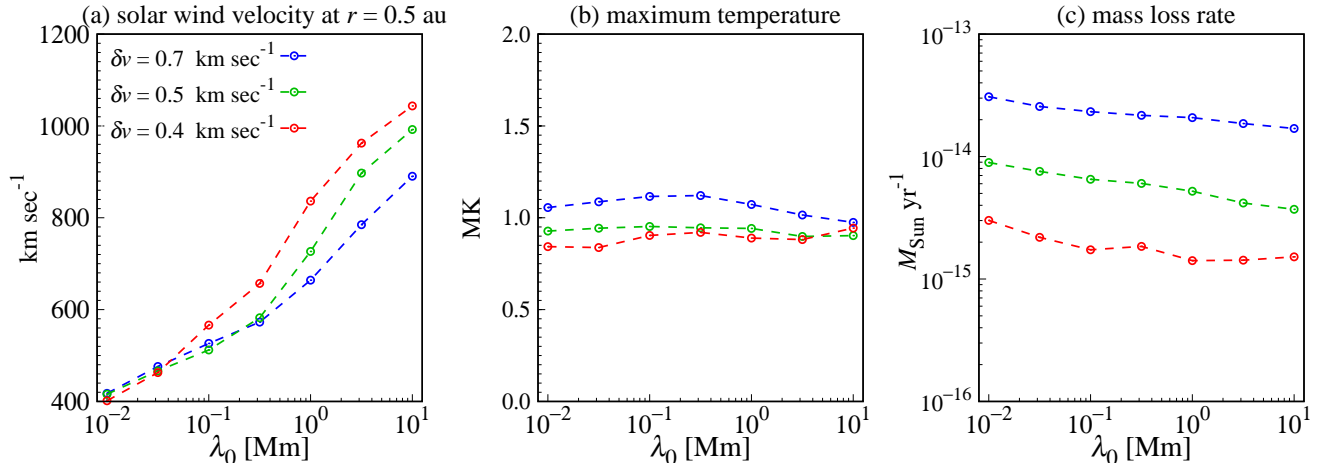 (a) solar wind velocity at r = 0.5 au
1200
1000
800
600
400
km sec⁻¹
δv = 0.7 km sec⁻¹
δv = 0.5 km sec⁻¹
δv = 0.4 km sec⁻¹
10⁻² 10⁻¹ 10⁰ 10¹
λ₀ [Mm]
(b) maximum temperature
2.0
1.5
1.0
0.5
0.0
MK
10⁻² 10⁻¹ 10⁰ 10¹
λ₀ [Mm]
(c) mass loss rate
10⁻¹³
10⁻¹⁴
10⁻¹⁵
10⁻¹⁶
M_Sun yr⁻¹
10⁻² 10⁻¹ 10⁰ 10¹
λ₀ [Mm]